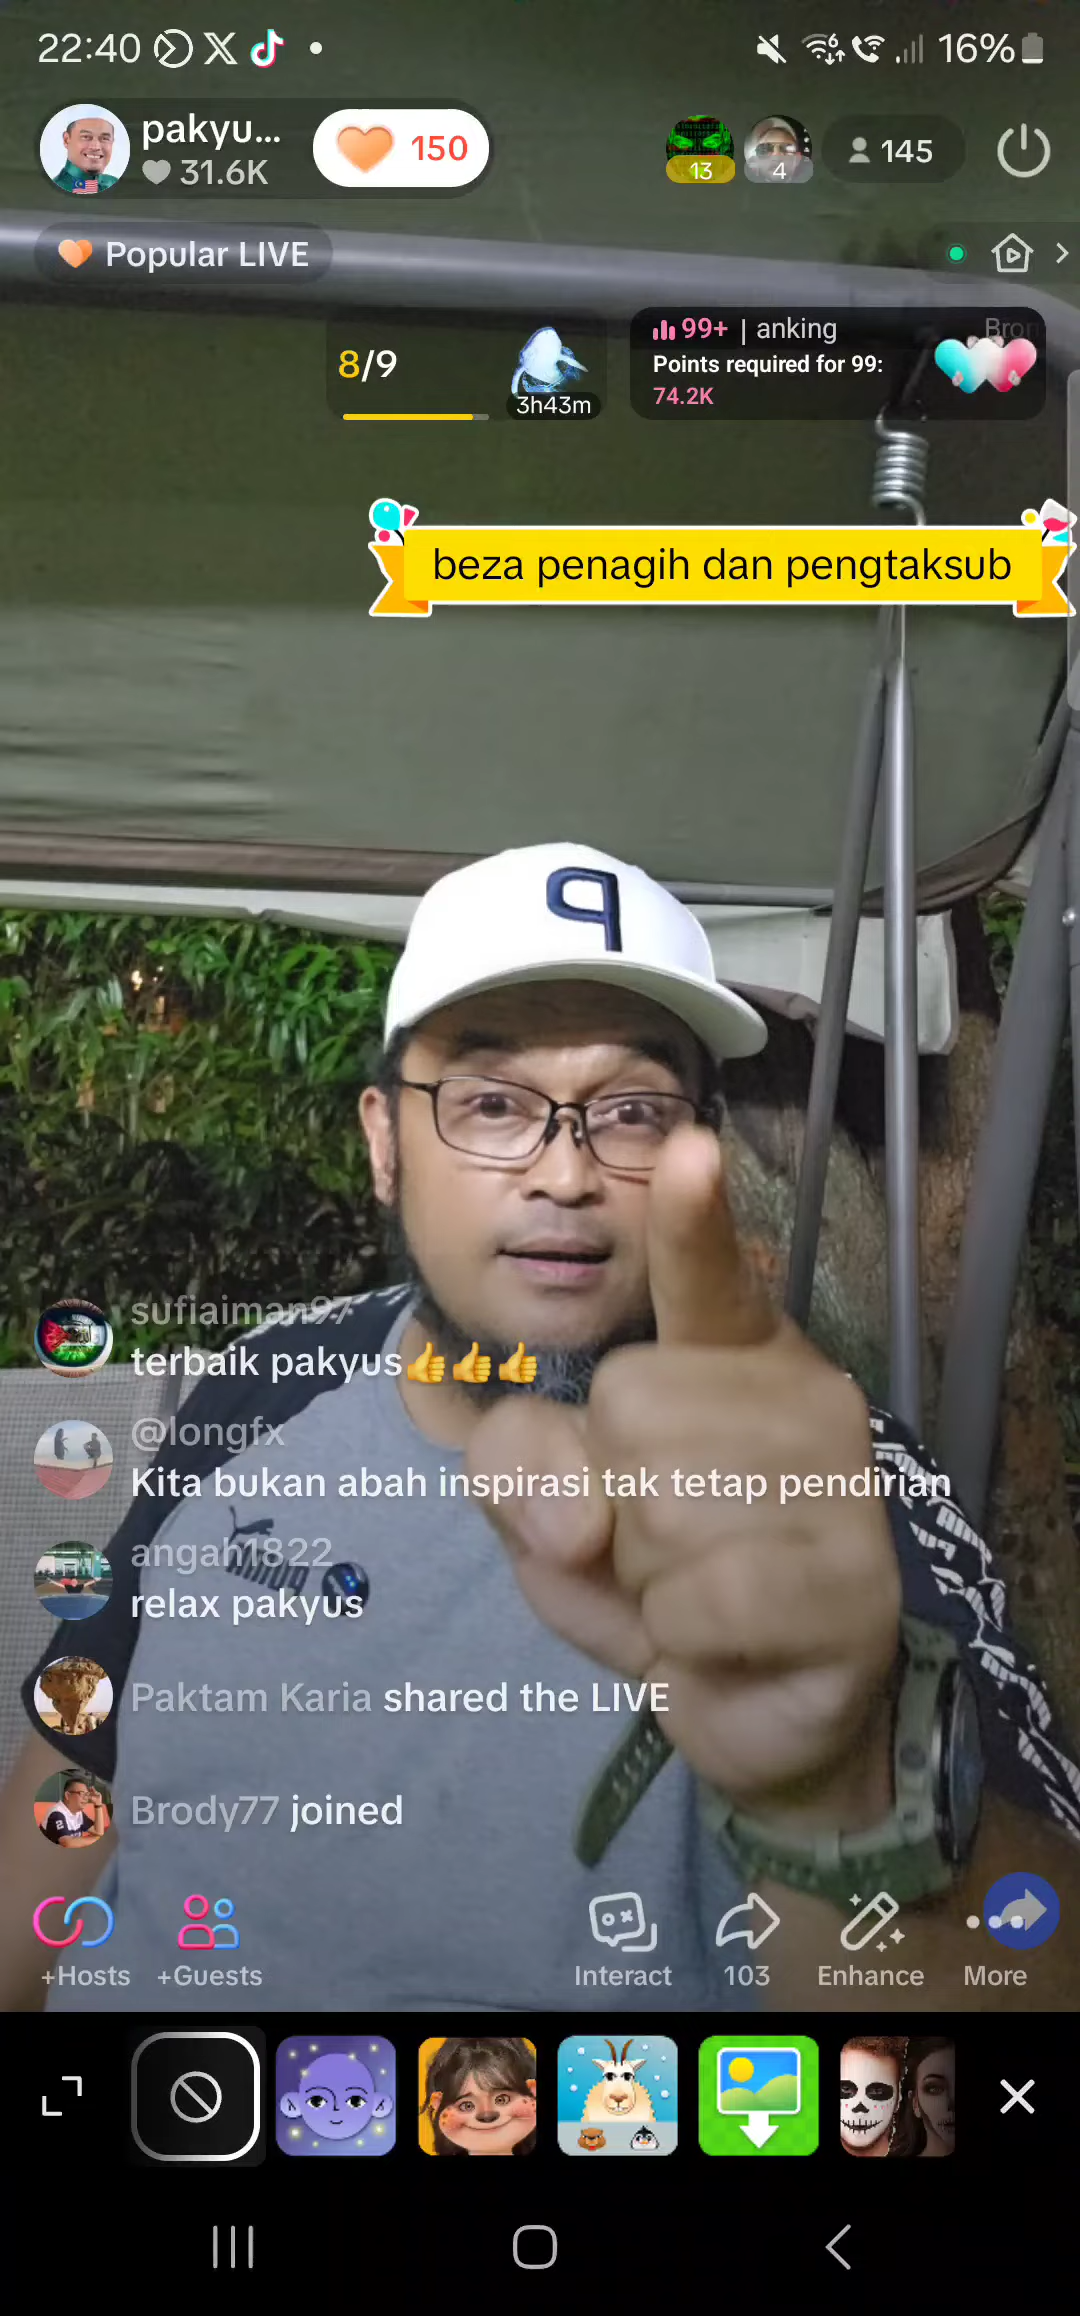 22:40
16%
pakyu...
31.6K
150
13
4
145
Popular LIVE
8/9
3h43m
99+ | anking
Bron
Points required for 99:
74.2K
beza penagih dan pengtaksub
sufiaiman97
terbaik pakyus👍👍👍
@longfx
Kita bukan abah inspirasi tak tetap pendirian
angah1822
relax pakyus
Paktam Karia shared the LIVE
Brody77 joined
+Hosts
+Guests
Interact
103
Enhance
More